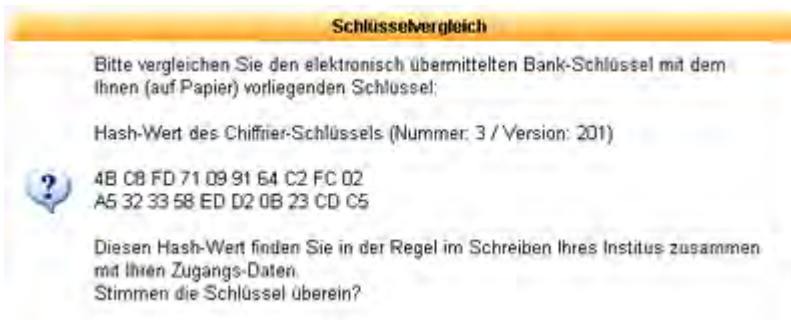 Schlüsselvergleich
Bitte vergleichen Sie den elektronisch übermittelten Bank-Schlüssel mit dem
Ihnen (auf Papier) vorliegenden Schlüssel:
Hash-Wert des Chiffrier-Schlüssels (Nummer: 3 / Version: 201)
4B C8 FD 71 09 91 64 C2 FC 02
A5 32 33 58 ED D2 0B 23 CD C5
Diesen Hash-Wert finden Sie in der Regel im Schreiben Ihres Institus zusammen
mit Ihren Zugangs-Daten.
Stimmen die Schlüssel überein?